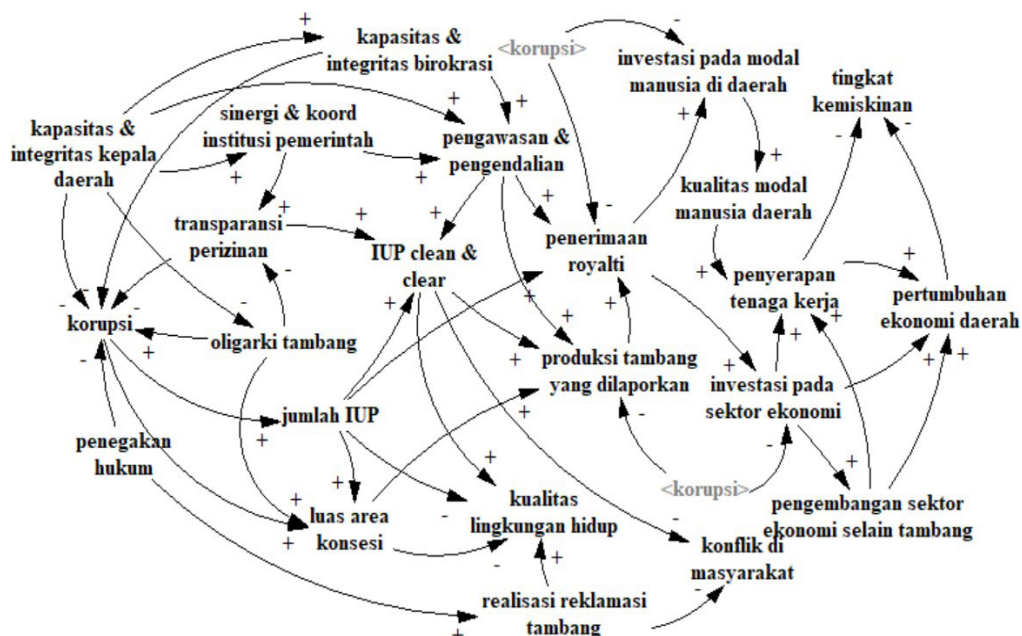 kapasitas &
integritas birokrasi
<korupsi>
investasi pada modal
manusia di daerah
tingkat
kemiskinan
kapasitas &
integritas kepala
daerah
sinergi & koord
institusi pemerintah
pengawasan &
pengendalian
kualitas modal
manusia daerah
transparansi
perizinan
IUP clean &
clear
penerimaan
royalti
penyerapan
tenaga kerja
pertumbuhan
ekonomi daerah
korupsi
oligarki tambang
produksi tambang
yang dilaporkan
investasi pada
sektor ekonomi
jumlah IUP
penegakan
hukum
<korupsi>
luas area
konsesi
kualitas
lingkungan hidup
pengembangan sektor
ekonomi selain tambang
konflik di
masyarakat
realisasi reklamasi
tambang